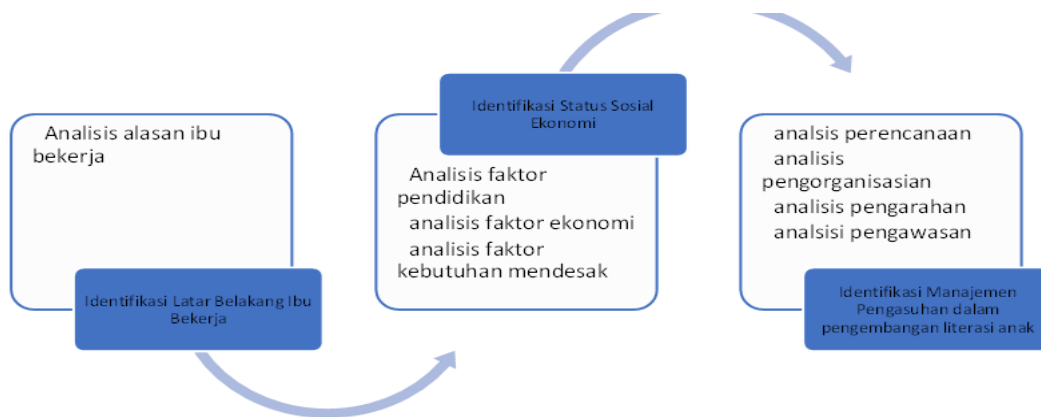 Analisis alasan ibu
bekerja
Identifikasi Latar Belakang Ibu
Bekerja
Identifikasi Status Sosial
Ekonomi
Analisis faktor
pendidikan
analisis faktor ekonomi
analisis faktor
kebutuhan mendesak
analsis perencanaan
analisis
pengorganisasian
analisis pengarahan
analsisi pengawasan
Identifikasi Manajemen
Pengasuhan dalam
pengembangan literasi anak